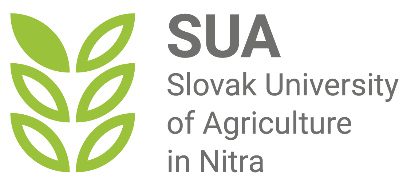 SUA
Slovak University
of Agriculture
in Nitra